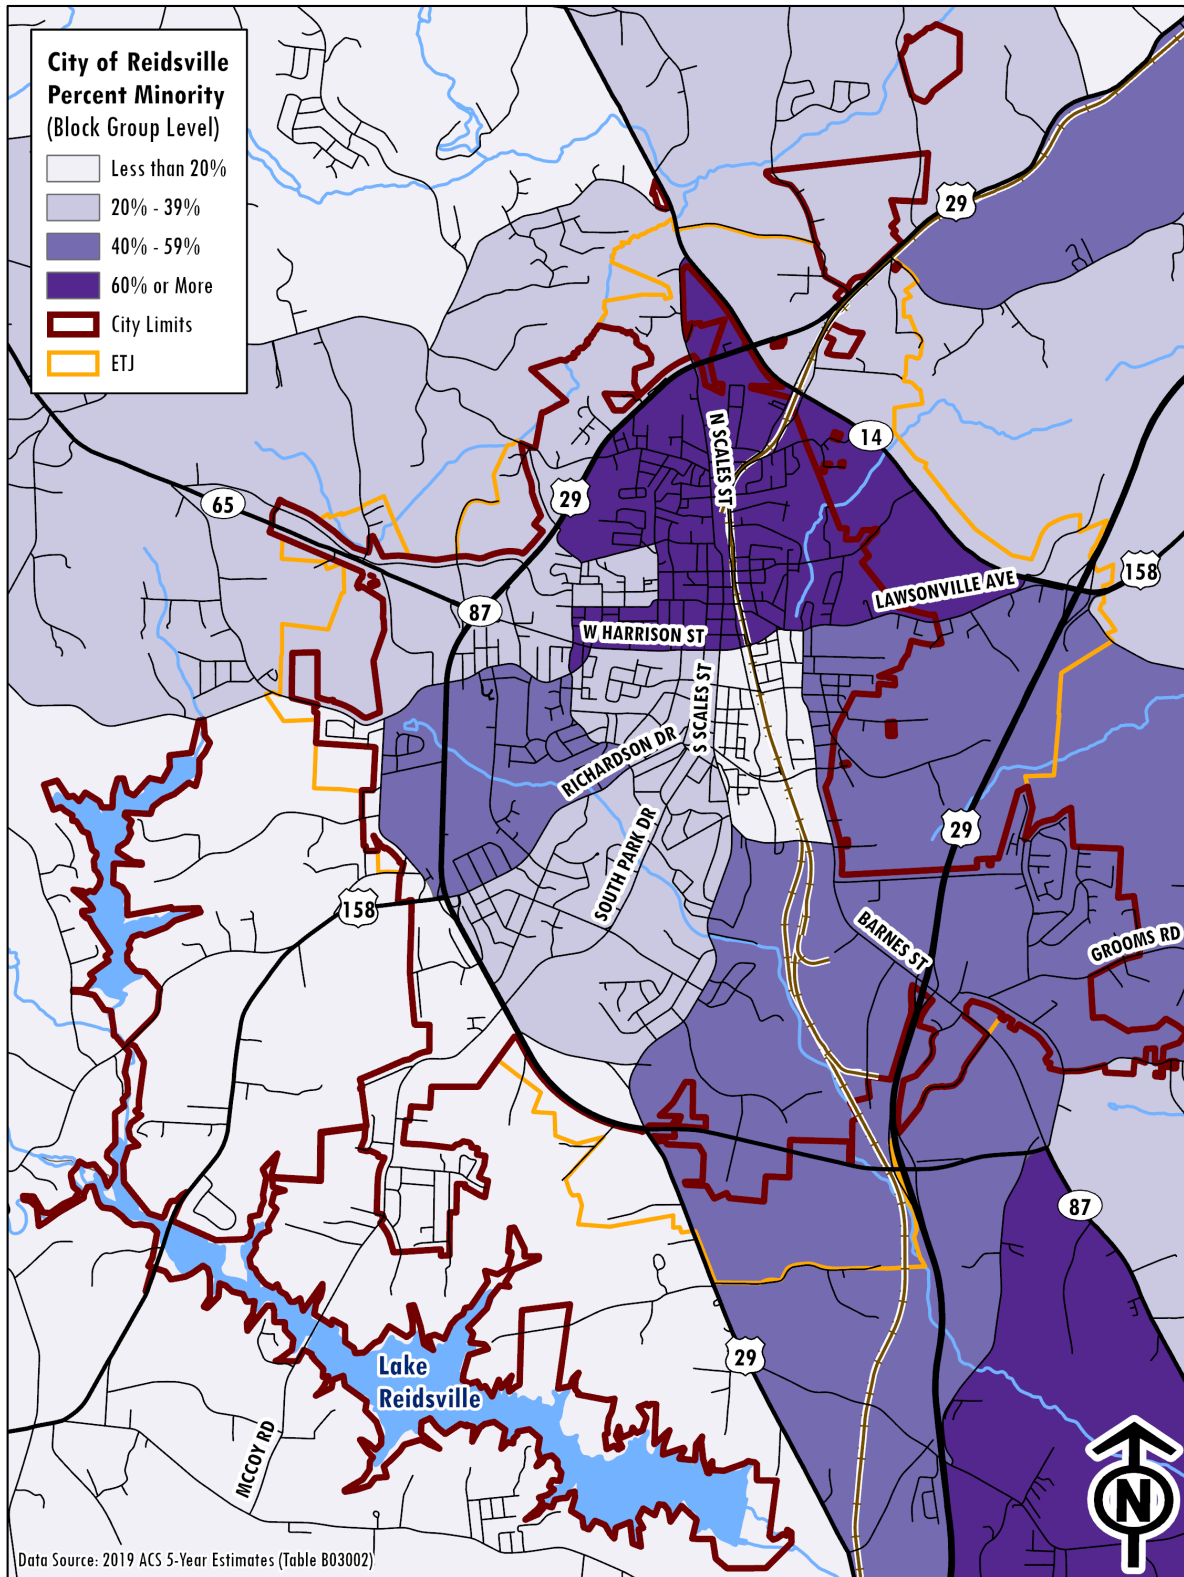 City of Reidsville
Percent Minority
(Block Group Level)
Less than 20%
20% - 39%
40% - 59%
60% or More
City Limits
ETJ
29
14
N SCALES ST
65
29
158
LAWSONVILLE AVE
87
W HARRISON ST
S SCALES ST
RICHARDSON DR
29
SOUTH PARK DR
158
BARNES ST
GROOMS RD
87
29
Lake
Reidsville
MCCOY RD
N
Data Source: 2019 ACS 5-Year Estimates (Table B03002)